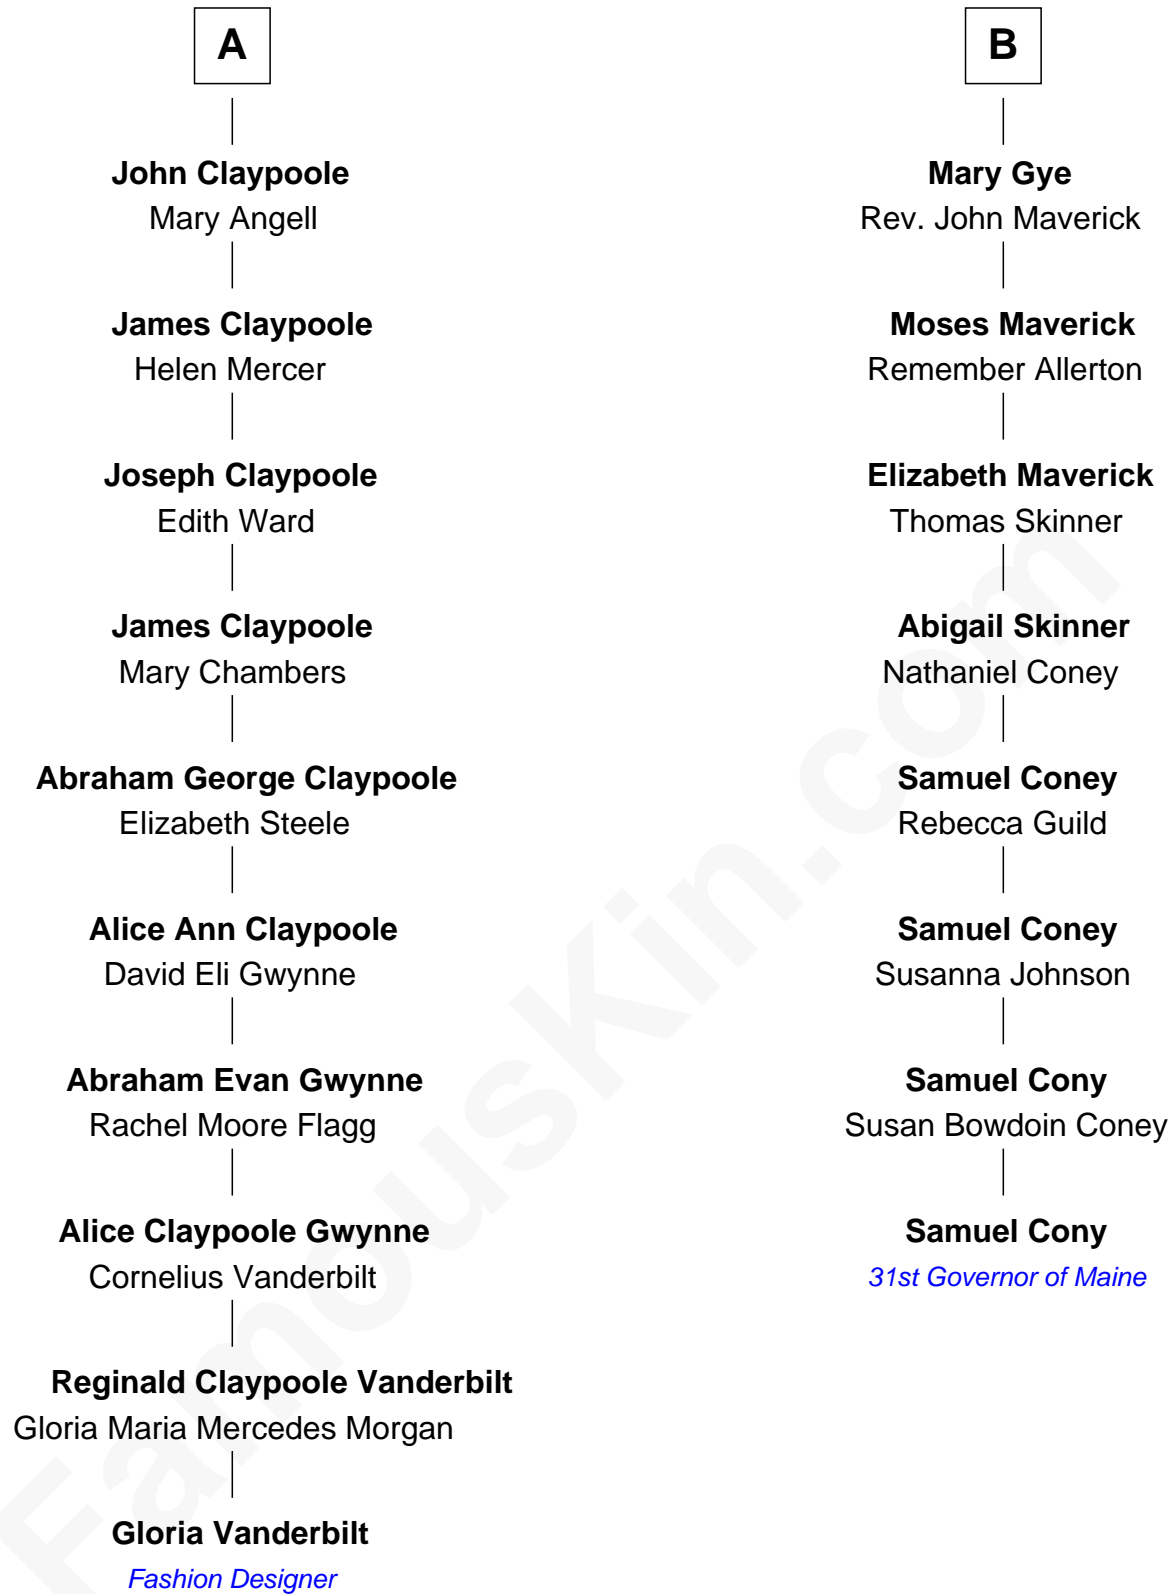 A
John Claypoole
Mary Angell
James Claypoole
Helen Mercer
Joseph Claypoole
Edith Ward
James Claypoole
Mary Chambers
Abraham George Claypoole
Elizabeth Steele
Alice Ann Claypoole
David Eli Gwynne
Abraham Evan Gwynne
Rachel Moore Flagg
Alice Claypoole Gwynne
Cornelius Vanderbilt
Reginald Claypoole Vanderbilt
Gloria Maria Mercedes Morgan
Gloria Vanderbilt
Fashion Designer
B
Mary Gye
Rev. John Maverick
Moses Maverick
Remember Allerton
Elizabeth Maverick
Thomas Skinner
Abigail Skinner
Nathaniel Coney
Samuel Coney
Rebecca Guild
Samuel Coney
Susanna Johnson
Samuel Cony
Susan Bowdoin Coney
Samuel Cony
31st Governor of Maine
FamousKin.com